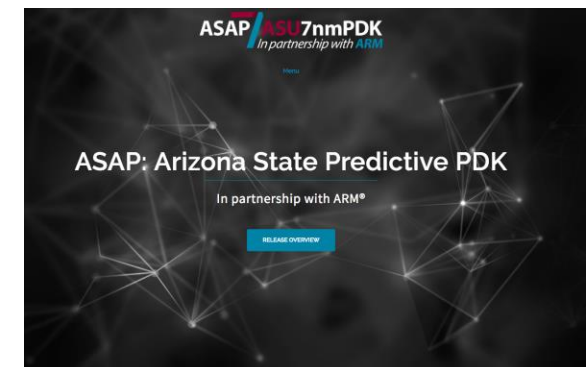 ASAP/ASU7nmPDK
In partnership with ARM
Menu
ASAP: Arizona State Predictive PDK
In partnership with ARM®
RELEASE OVERVIEW